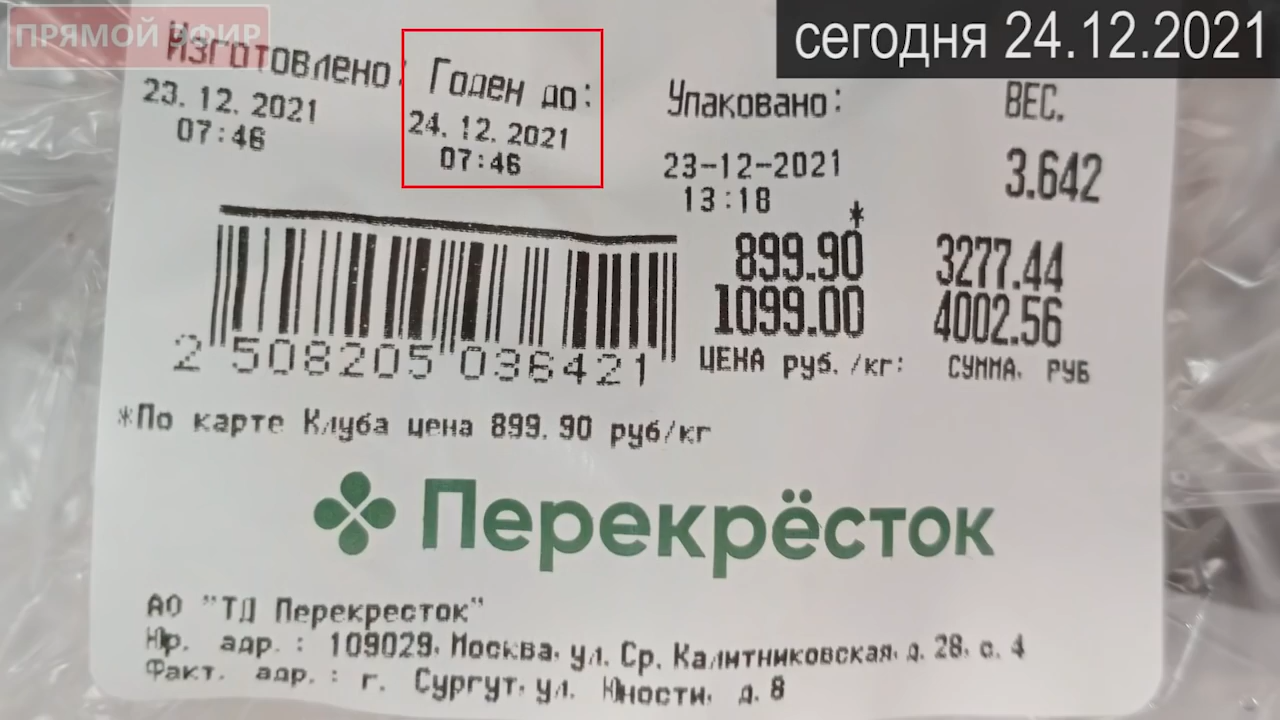 ПРЯМОЙ ЭФИР
сегодня 24.12.2021
Изготовлено: Годен до: Упаковано: ВЕС.
23. 12. 2021 24. 12. 2021 23-12-2021 3.642
07:46 07:46 13:18
*
899.90 3277.44
1099.00 4002.56
2 508205 036421 ЦЕНА руб. /кг: СУММА. РУБ
*По карте Клуба цена 899. 90 руб/кг
Перекрёсток
АО "ТД Перекресток"
Юр. адр. : 109029, Москва, ул. Ср. Калитниковская, д. 28, с. 4
Факт. адр. : г. Сургут, ул. Юности, д. 8